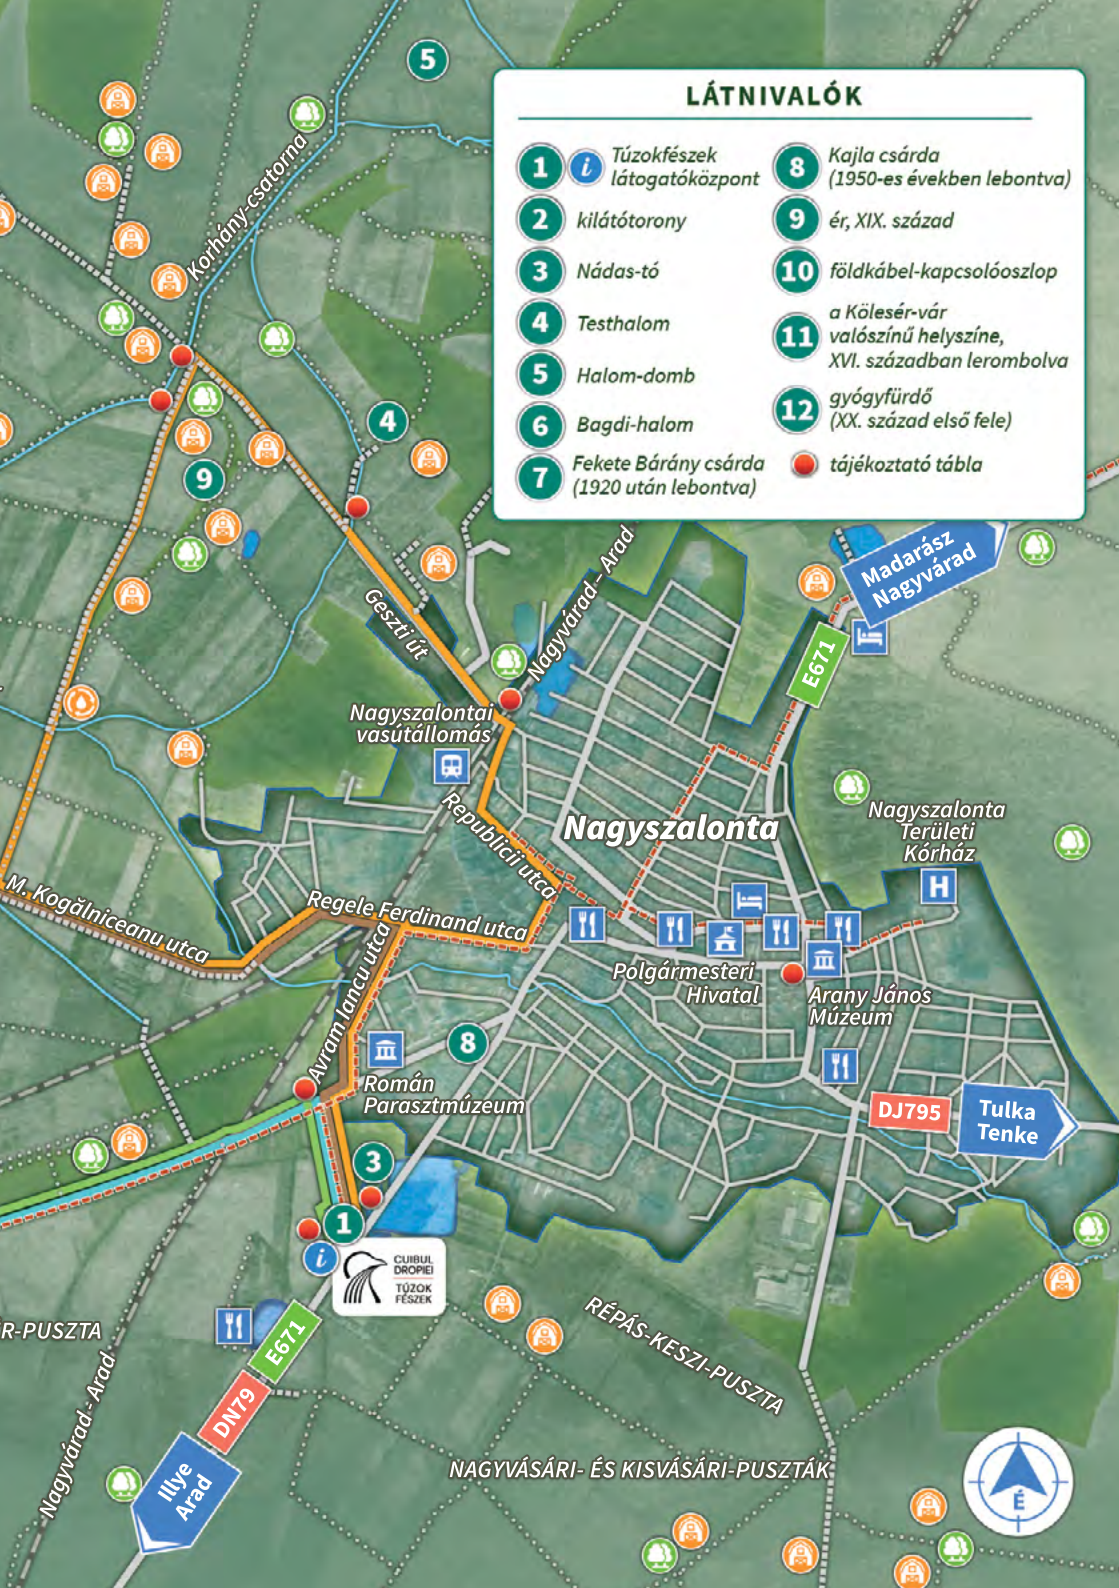 5
LÁTNIVALÓK
1 i Túzokfészek
látogatóközpont
2 kilátótorony
3 Nádas-tó
4 Testhalom
5 Halom-domb
6 Bagdi-halom
7 Fekete Bárány csárda
(1920 után lebontva)
8 Kajla csárda
(1950-es években lebontva)
9 ér, XIX. század
10 földkábel-kapcsolóoszlop
11 a Kölesér-vár
valószínű helyszíne,
XVI. században lerombolva
12 gyógyfürdő
(XX. század első fele)
tájékoztató tábla
Korhány-csatorna
4
9
Geszti út
Nagyvárad - Arad
Madarász
Nagyvárad
E671
Nagyszalontai
vasútállomás
Republicii utca
Nagyszalonta
Nagyszalonta
Területi
Kórház
H
M. Kogălniceanu utca
Regele Ferdinand utca
Avram Iancu utca
Polgármesteri
Hivatal
Arany János
Múzeum
8
Román
Parasztmúzeum
DJ795
Tulka
Tenke
3
1
i
CUIBUL
DROPIEI
TÚZOK
FÉSZEK
R-PUSZTA
E671
RÉPÁS-KESZI-PUSZTA
DN79
Nagyvárad - Arad
Illye
Arad
NAGYVÁSÁRI- ÉS KISVÁSÁRI-PUSZTÁK
É